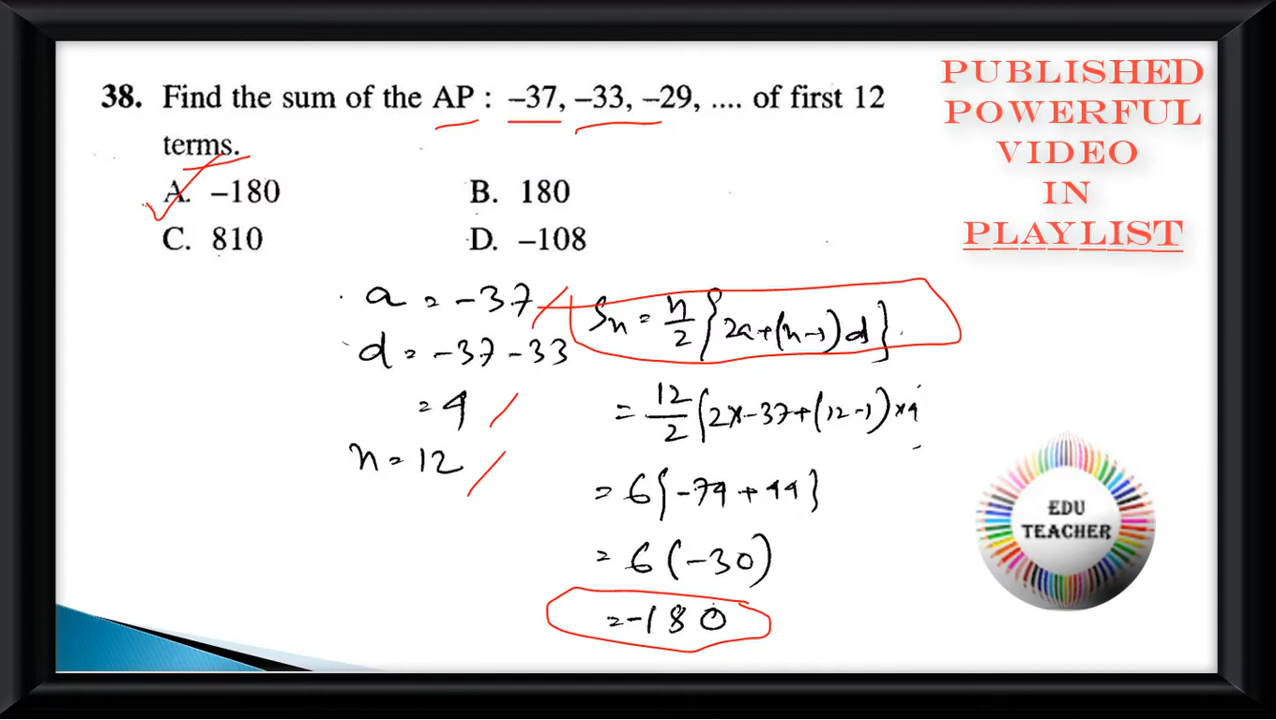 38. Find the sum of the AP : –37, –33, –29, .... of first 12
terms.
A. –180
B. 180
C. 810
D. –108
a = -37
d = -37 - 33
= 4
n = 12
Sn = n/2 {2a+(n-1)d}
= 12/2 {2x-37+(12-1)x4
= 6{-74+44}
= 6(-30)
=-180
PUBLISHED
POWERFUL
VIDEO
IN
PLAYLIST
EDU
TEACHER